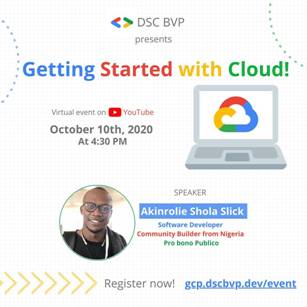 DSC BVP
presents
Getting Started with Cloud!
Virtual event on YouTube
October 10th, 2020
At 4:30 PM
SPEAKER
Akinrolie Shola Slick
Software Developer
Community Builder from Nigeria
Pro bono Publico
Register now! gcp.dscbvp.dev/event